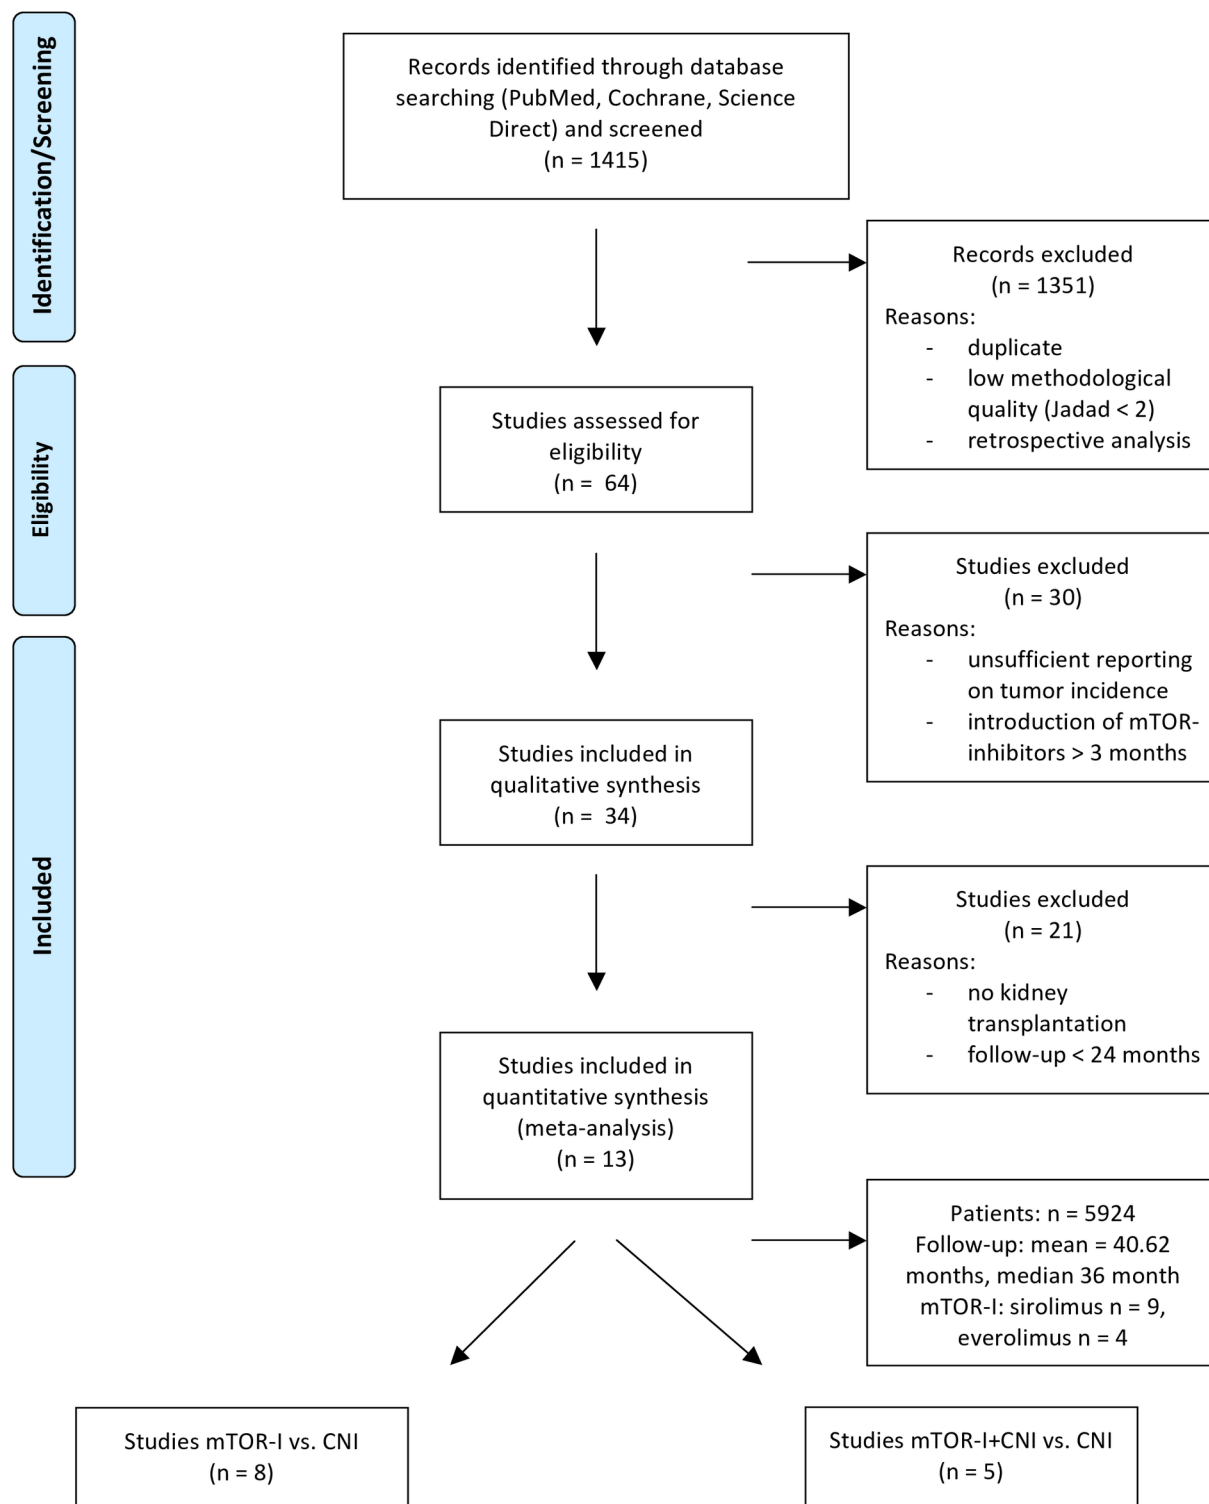 Identification/Screening
Records identified through database
searching (PubMed, Cochrane, Science
Direct) and screened
(n = 1415)
Records excluded
(n = 1351)
Reasons:
- duplicate
- low methodological
quality (Jadad < 2)
- retrospective analysis
Eligibility
Studies assessed for
eligibility
(n = 64)
Studies excluded
(n = 30)
Reasons:
- unsufficient reporting
on tumor incidence
- introduction of mTOR-
inhibitors > 3 months
Included
Studies included in
qualitative synthesis
(n = 34)
Studies excluded
(n = 21)
Reasons:
- no kidney
transplantation
- follow-up < 24 months
Studies included in
quantitative synthesis
(meta-analysis)
(n = 13)
Patients: n = 5924
Follow-up: mean = 40.62
months, median 36 month
mTOR-I: sirolimus n = 9,
everolimus n = 4
Studies mTOR-I vs. CNI
(n = 8)
Studies mTOR-I+CNI vs. CNI
(n = 5)